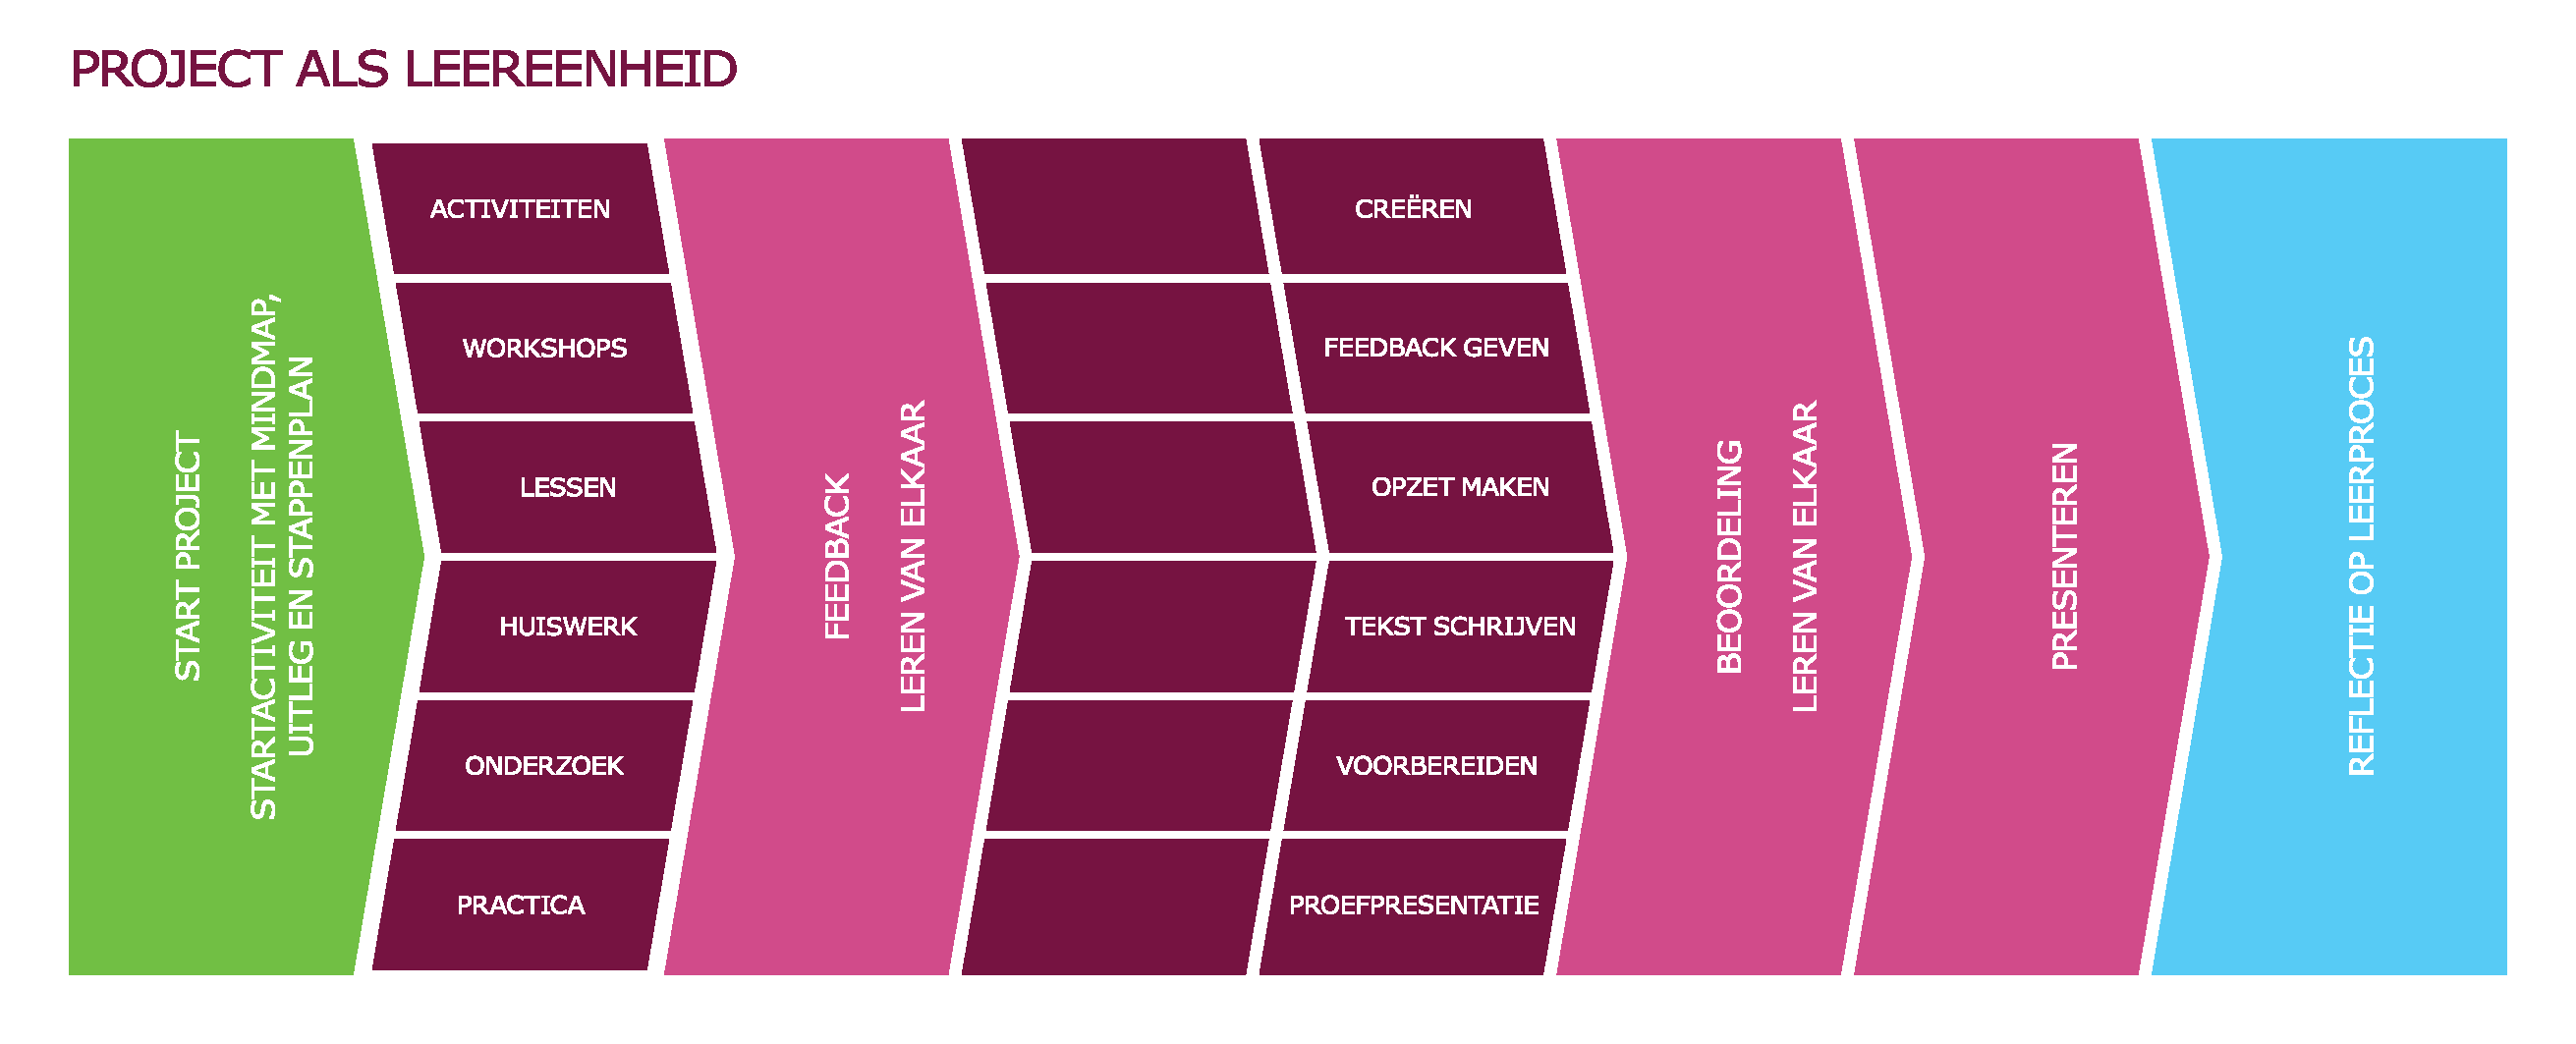 PROJECT ALS LEEREENHEID
START PROJECT
STARTACTIVITEIT MET MINDMAP,
UITLEG EN STAPPENPLAN
ACTIVITEITEN
WORKSHOPS
LESSEN
HUISWERK
ONDERZOEK
PRACTICA
FEEDBACK
LEREN VAN ELKAAR
CREËREN
FEEDBACK GEVEN
OPZET MAKEN
TEKST SCHRIJVEN
VOORBEREIDEN
PROEFPRESENTATIE
BEOORDELING
LEREN VAN ELKAAR
PRESENTEREN
REFLECTIE OP LEERPROCES